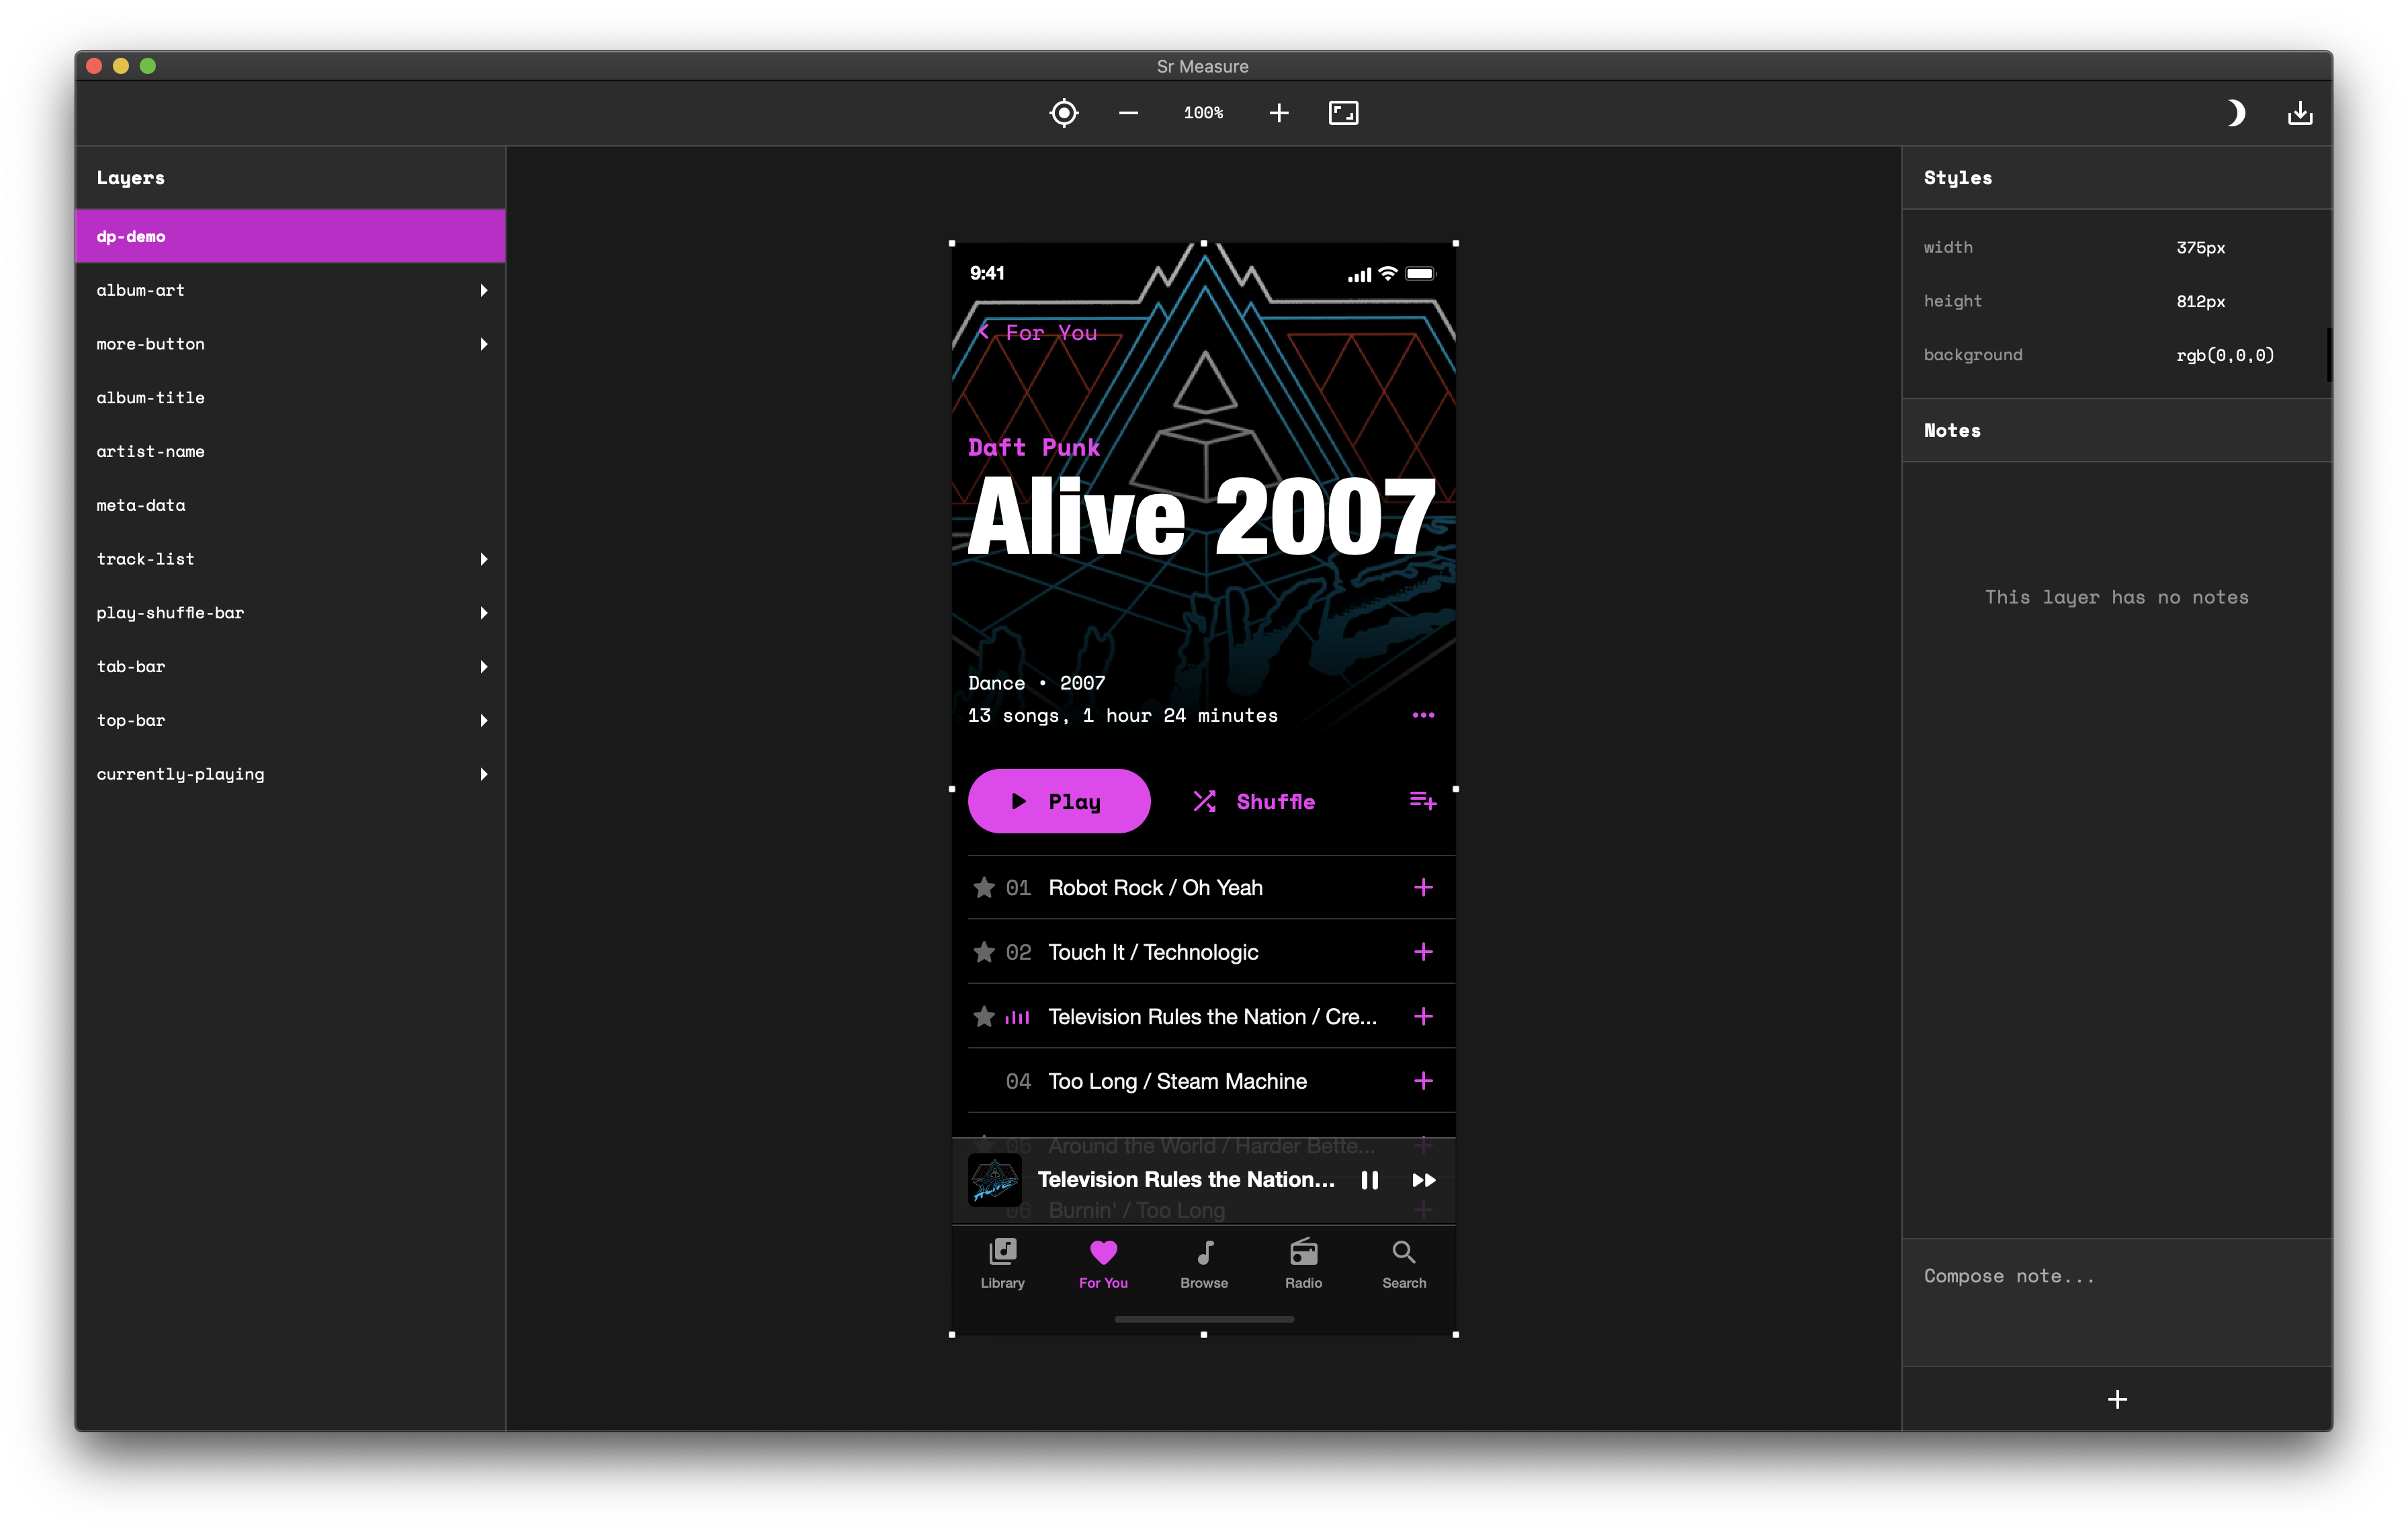 Sr Measure
100%
Layers
dp-demo
album-art
more-button
album-title
artist-name
meta-data
track-list
play-shuffle-bar
tab-bar
top-bar
currently-playing
9:41
For You
Daft Punk
Alive 2007
Dance • 2007
13 songs, 1 hour 24 minutes
Play
Shuffle
01 Robot Rock / Oh Yeah
02 Touch It / Technologic
Television Rules the Nation / Cre...
04 Too Long / Steam Machine
05 Around the World / Harder Bette...
ALIVE
Television Rules the Nation...
06 Burnin' / Too Long
Library
For You
Browse
Radio
Search
Styles
width 375px
height 812px
background rgb(0,0,0)
Notes
This layer has no notes
Compose note...